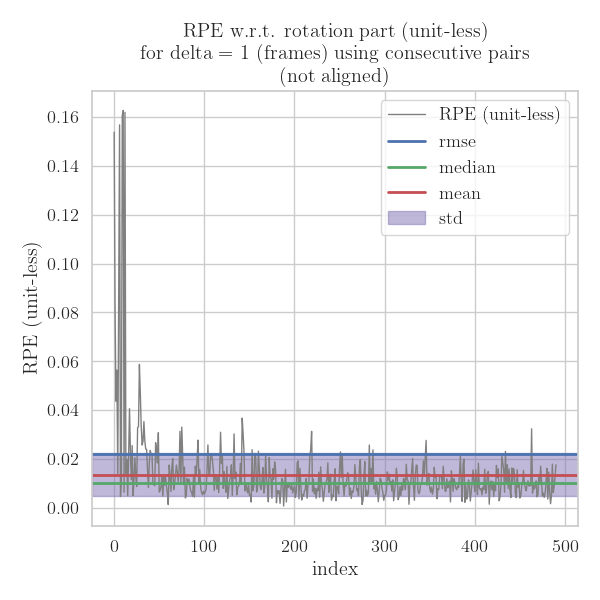 RPE w.r.t. rotation part (unit-less)
for delta = 1 (frames) using consecutive pairs
(not aligned)
RPE (unit-less)
rmse
median
mean
std
RPE (unit-less)
0.16
0.14
0.12
0.10
0.08
0.06
0.04
0.02
0.00
0 100 200 300 400 500
index